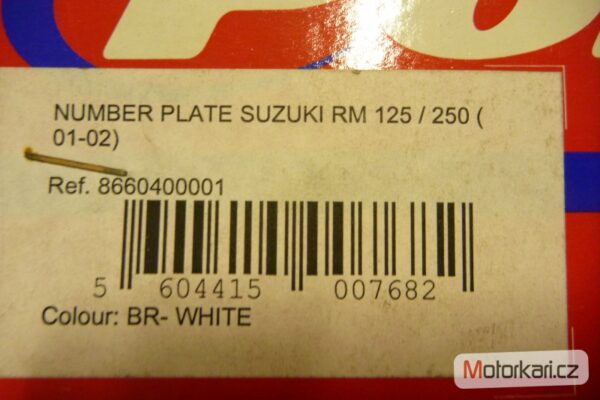 NUMBER PLATE SUZUKI RM 125 / 250 (
01-02)
Ref. 8660400001
5 604415 007682
Colour: BR- WHITE
Motorkari.cz